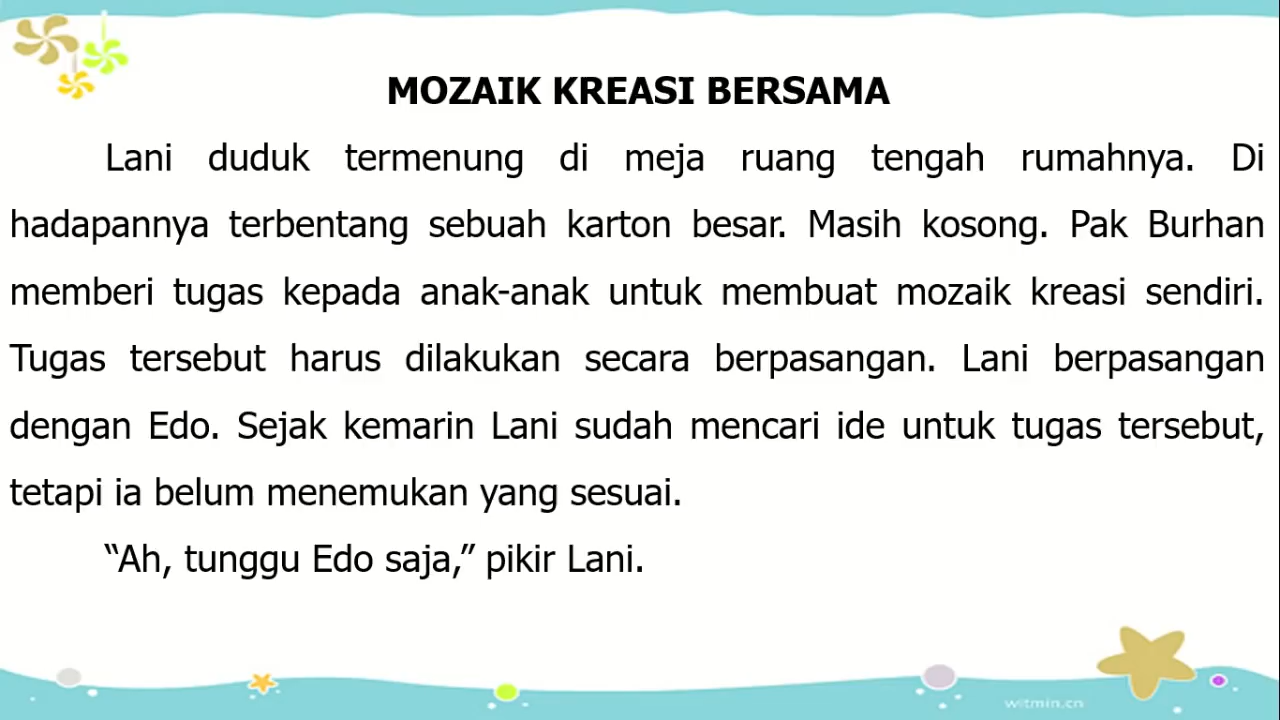 MOZAIK KREASI BERSAMA
Lani duduk termenung di meja ruang tengah rumahnya. Di
hadapannya terbentang sebuah karton besar. Masih kosong. Pak Burhan
memberi tugas kepada anak-anak untuk membuat mozaik kreasi sendiri.
Tugas tersebut harus dilakukan secara berpasangan. Lani berpasangan
dengan Edo. Sejak kemarin Lani sudah mencari ide untuk tugas tersebut,
tetapi ia belum menemukan yang sesuai.
“Ah, tunggu Edo saja,” pikir Lani.
witmin.cn